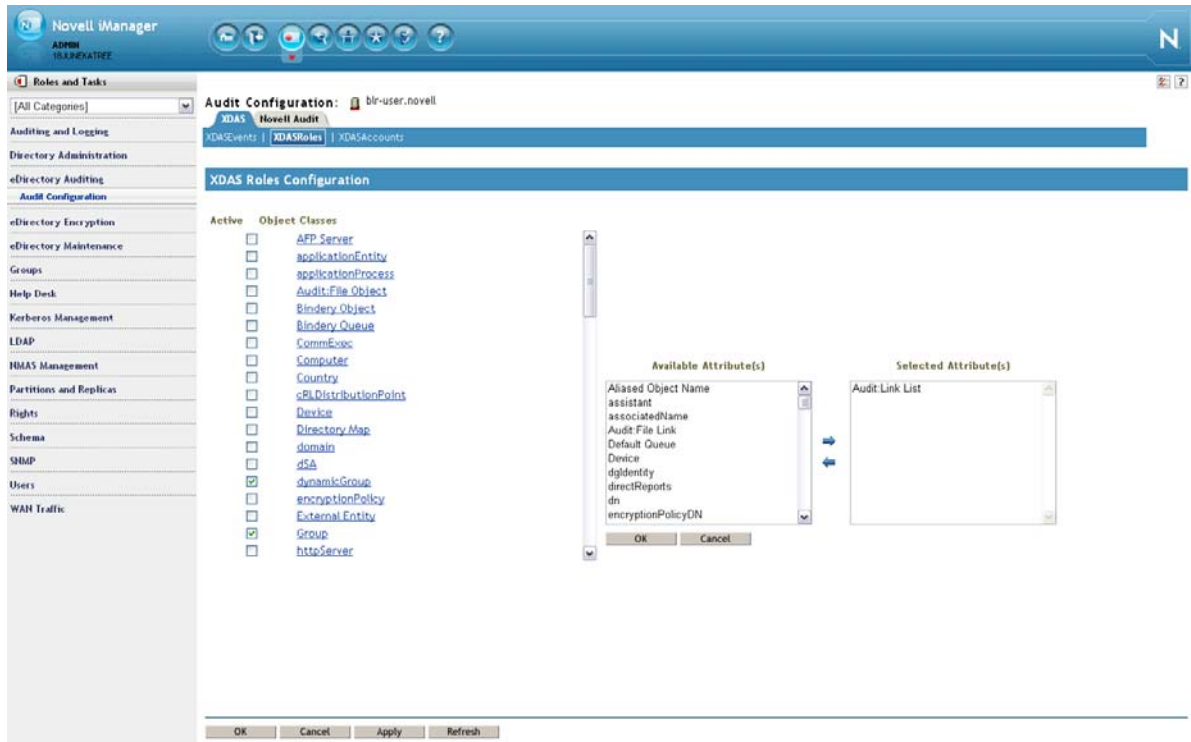 Novell iManager
ADMIN
18JUNEKATREE
N
Roles and Tasks
[All Categories]
Auditing and Logging
Directory Administration
eDirectory Auditing
Audit Configuration
eDirectory Encryption
eDirectory Maintenance
Groups
Help Desk
Kerberos Management
LDAP
NMAS Management
Partitions and Replicas
Rights
Schema
SNMP
Users
WAN Traffic
Audit Configuration: blr-user.novell
XDAS Novell Audit
XDASEvents | XDASRoles | XDASAccounts
XDAS Roles Configuration
Active Object Classes
AFP Server
applicationEntity
applicationProcess
Audit:File Object
Bindery Object
Bindery Queue
CommExec
Computer
Country
cRLDistributionPoint
Device
Directory Map
domain
dSA
dynamicGroup
encryptionPolicy
External Entity
Group
httpServer
Available Attribute(s)
Aliased Object Name
assistant
associatedName
Audit:File Link
Default Queue
Device
dgIdentity
directReports
dn
encryptionPolicyDN
OK Cancel
Selected Attribute(s)
Audit:Link List
OK Cancel Apply Refresh